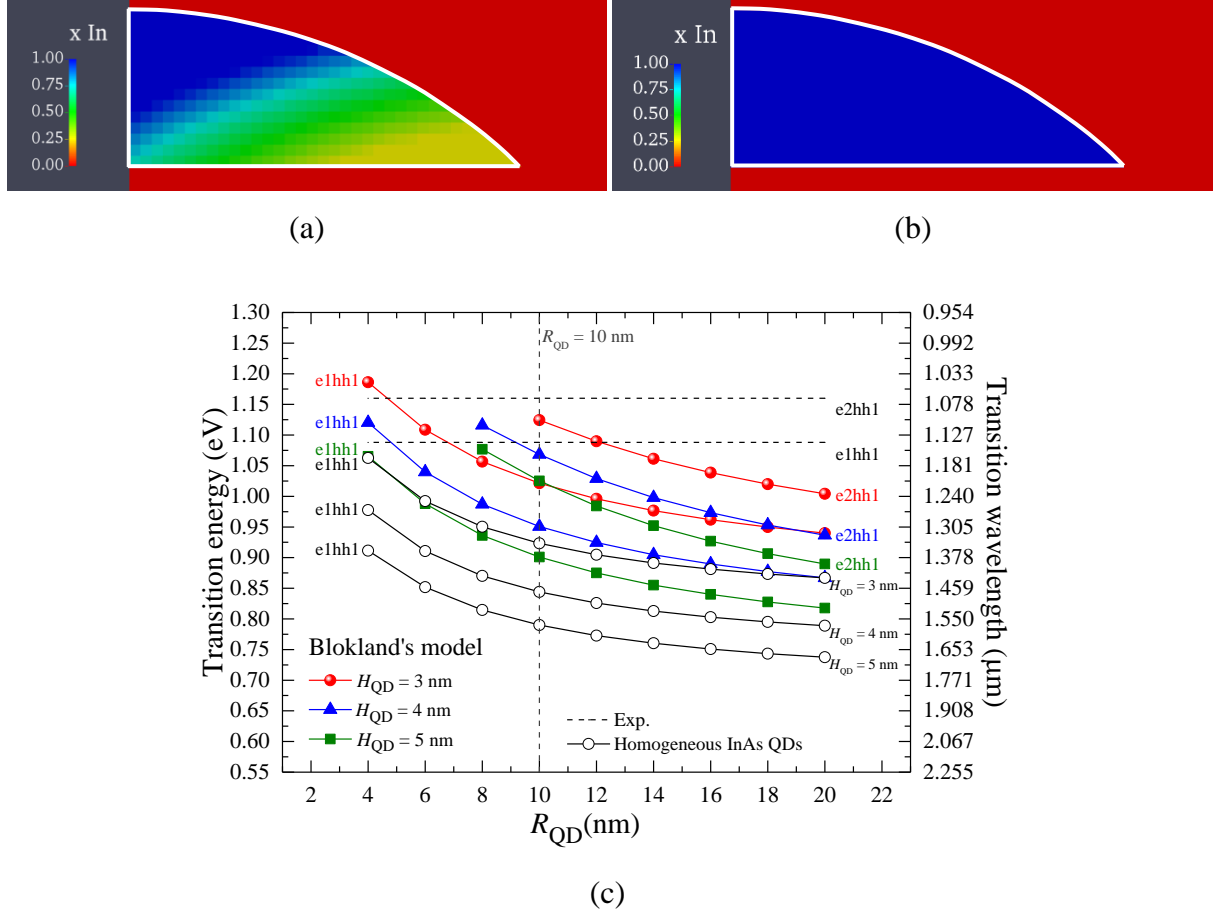 x In
1.00
0.75
0.50
0.25
0.00
x In
1.00
0.75
0.50
0.25
0.00
(a)
(b)
1.30
1.25
1.20
1.15
1.10
1.05
1.00
0.95
0.90
0.85
0.80
0.75
0.70
0.65
0.60
0.55
Transition energy (eV)
0.954
0.992
1.033
1.078
1.127
1.181
1.240
1.305
1.378
1.459
1.550
1.653
1.771
1.908
2.067
2.255
Transition wavelength (μm)
R_QD = 10 nm
e1hh1
e1hh1
e1hh1
e1hh1
e1hh1
e1hh1
e2hh1
e1hh1
e2hh1
e2hh1
e2hh1
H_QD = 3 nm
H_QD = 4 nm
H_QD = 5 nm
Blokland's model
H_QD = 3 nm
H_QD = 4 nm
H_QD = 5 nm
Exp.
Homogeneous InAs QDs
2 4 6 8 10 12 14 16 18 20 22
R_QD(nm)
(c)